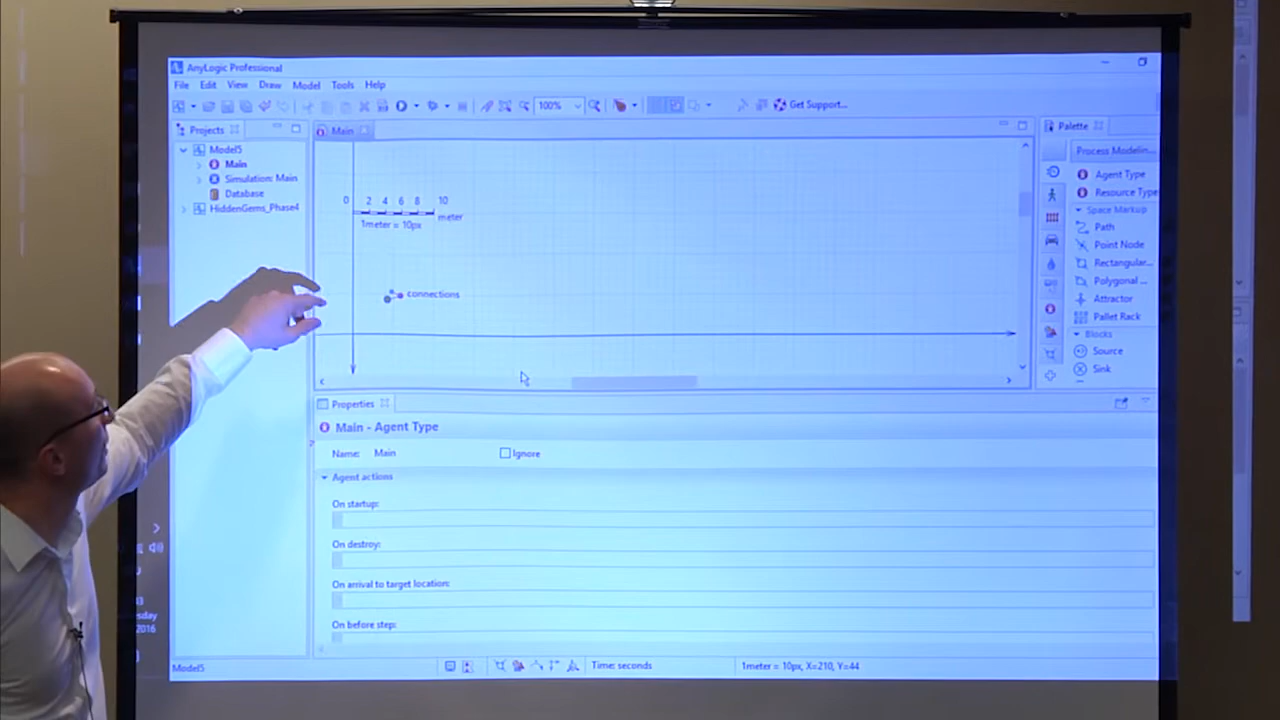 AnyLogic Professional
File Edit View Draw Model Tools Help
100% Get Support...
Projects
Model5
Main
Simulation: Main
Database
HiddenGems_Phase4
Main
0 2 4 6 8 10
meter
1meter = 10px
connections
Palette
Process Modelin...
Agent Type
Resource Type
Space Markup
Path
Point Node
Rectangular...
Polygonal ...
Attractor
Pallet Rack
Blocks
Source
Sink
Properties
Main - Agent Type
Name: Main Ignore
Agent actions
On startup:
On destroy:
On arrival to target location:
On before step:
Model5 Time: seconds 1meter = 10px, X=210, Y=44
2016